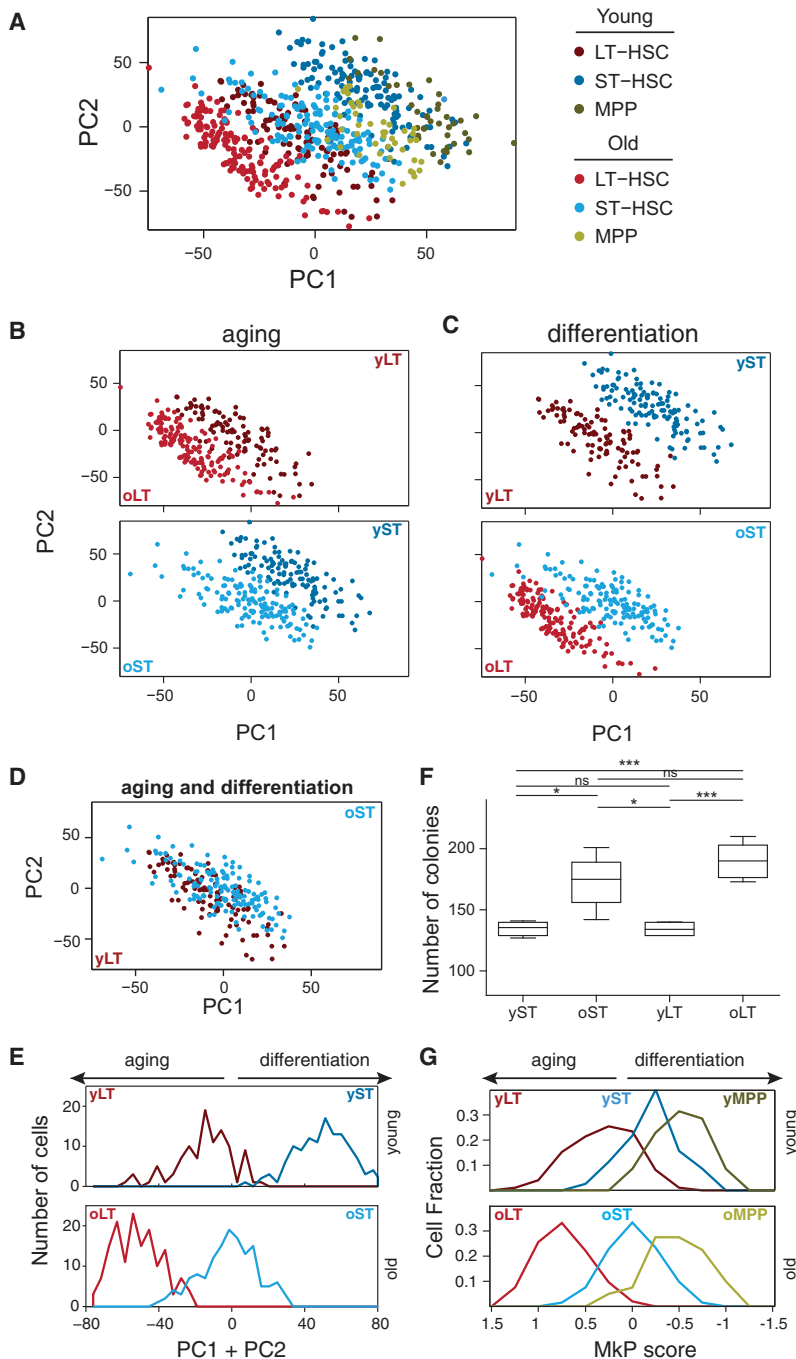 A
PC2
50
0
−50
−50
0
50
PC1
Young
LT−HSC
ST−HSC
MPP
Old
LT−HSC
ST−HSC
MPP
B
aging
yLT
50
0
−50
oLT
PC2
yST
50
0
−50
oST
−50
0
50
PC1
C
differentiation
yST
yLT
oST
oLT
−50
0
50
PC1
D
aging and differentiation
oST
PC2
50
0
−50
yLT
−50
0
50
PC1
F
***
ns
ns
*
*
***
Number of colonies
200
150
100
yST
oST
yLT
oLT
E
aging
differentiation
Number of cells
yLT
yST
20
10
0
young
oLT
oST
20
10
0
old
−80
−40
0
40
80
PC1 + PC2
G
aging
differentiation
Cell Fraction
yLT
yST
yMPP
0.3
0.2
0.1
young
oLT
oST
oMPP
0.3
0.2
0.1
old
1.5
1
0.5
0
-0.5
-1
-1.5
MkP score